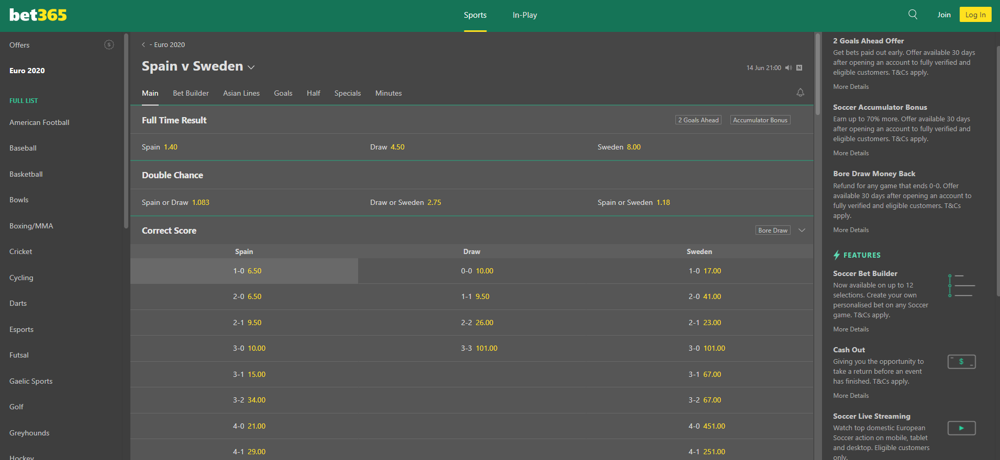 bet365
Sports
In-Play
Join
Log In
Offers
$
Euro 2020
FULL LIST
American Football
Baseball
Basketball
Bowls
Boxing/MMA
Cricket
Cycling
Darts
Esports
Futsal
Gaelic Sports
Golf
Greyhounds
Hockey
- Euro 2020
Spain v Sweden
14 Jun 21:00
N
Main
Bet Builder
Asian Lines
Goals
Half
Specials
Minutes
Full Time Result
2 Goals Ahead
Accumulator Bonus
Spain 1.40
Draw 4.50
Sweden 8.00
Double Chance
Spain or Draw 1.083
Draw or Sweden 2.75
Spain or Sweden 1.18
Correct Score
Bore Draw
Spain
Draw
Sweden
1-0 6.50
0-0 10.00
1-0 17.00
2-0 6.50
1-1 9.50
2-0 41.00
2-1 9.50
2-2 26.00
2-1 23.00
3-0 10.00
3-3 101.00
3-0 101.00
3-1 15.00
3-1 67.00
3-2 34.00
3-2 67.00
4-0 21.00
4-0 451.00
4-1 29.00
4-1 251.00
2 Goals Ahead Offer
Get bets paid out early. Offer available 30 days
after opening an account to fully verified and
eligible customers. T&Cs apply.
More Details
Soccer Accumulator Bonus
Earn up to 70% more. Offer available 30 days
after opening an account to fully verified and
eligible customers. T&Cs apply.
More Details
Bore Draw Money Back
Refund for any game that ends 0-0. Offer
available 30 days after opening an account to
fully verified and eligible customers. T&Cs
apply.
More Details
FEATURES
Soccer Bet Builder
Now available on up to 12
selections. Create your own
personalised bet on any Soccer
game. T&Cs apply.
More Details
Cash Out
Giving you the opportunity to
take a return before an event
has finished. T&Cs apply.
More Details
$
Soccer Live Streaming
Watch top domestic European
Soccer action on mobile, tablet
and desktop. Eligible customers
only.